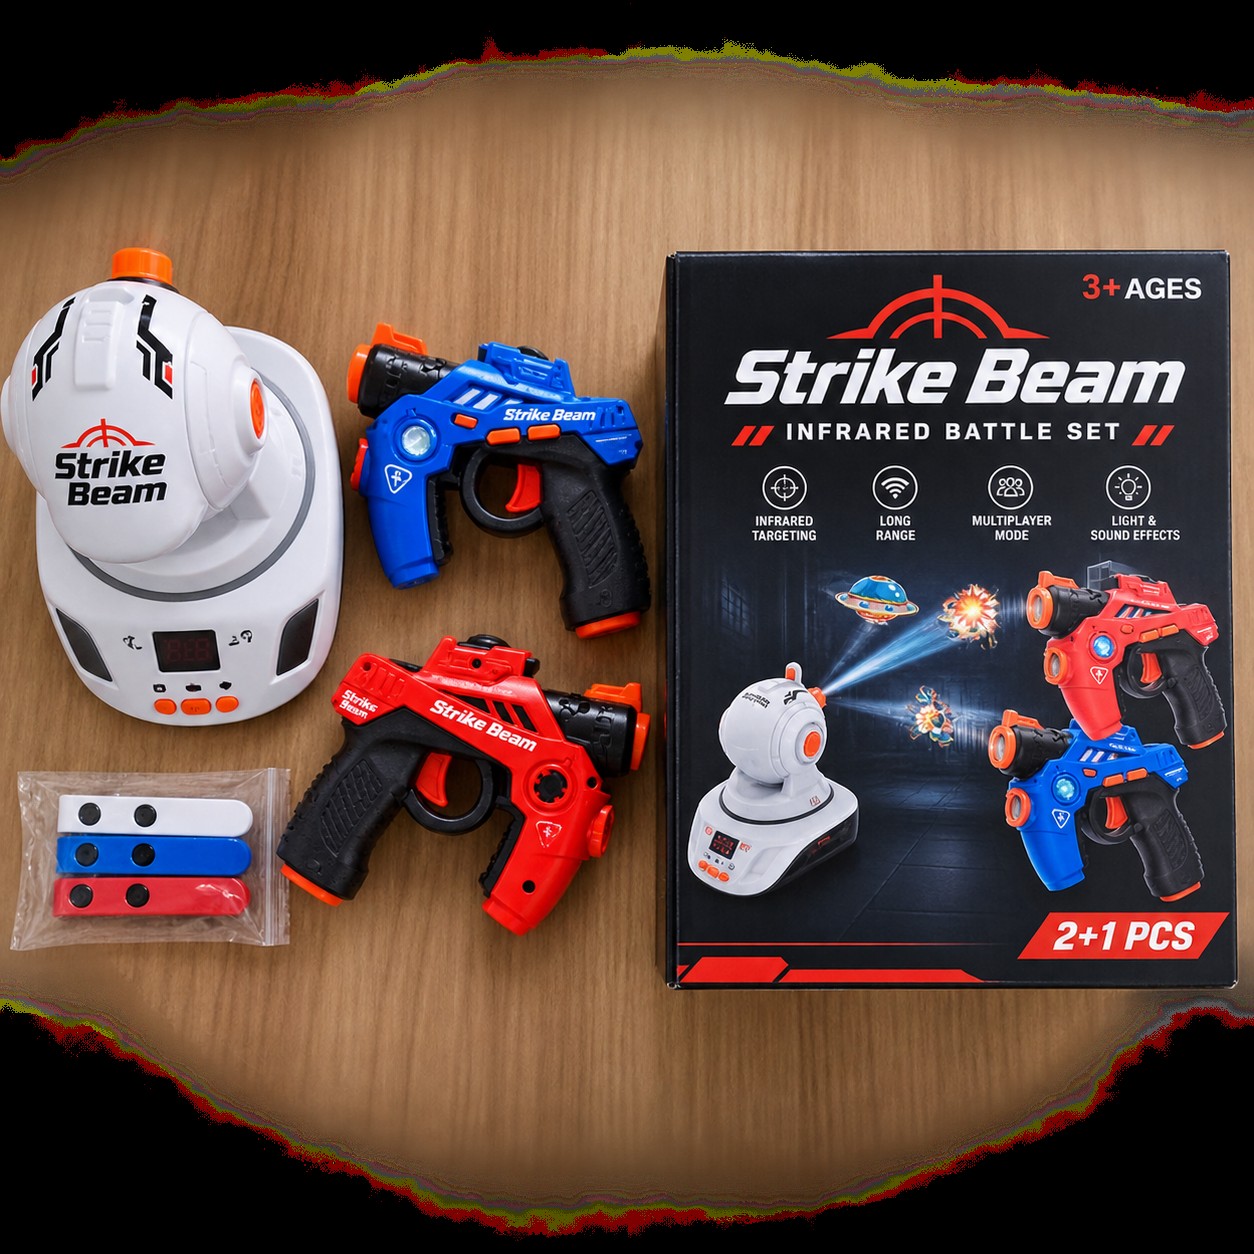 3+ AGES
Strike Beam
INFRARED BATTLE SET
INFRARED
TARGETING
LONG
RANGE
MULTIPLAYER
MODE
LIGHT &
SOUND EFFECTS
2+1 PCS
Strike
Beam
Strike Beam
Strike
Beam
Strike Beam